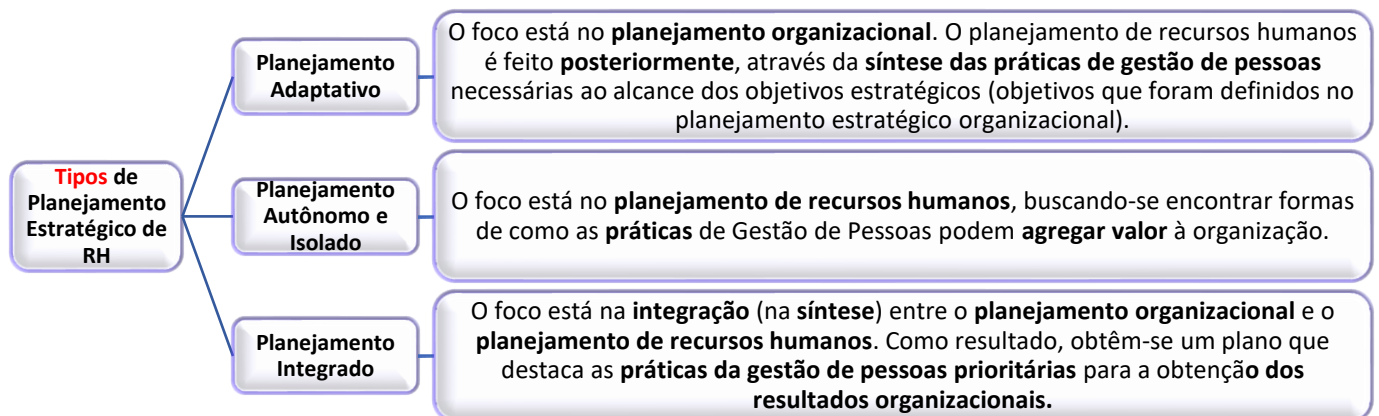 Tipos de
Planejamento
Estratégico de
RH
Planejamento
Adaptativo
O foco está no planejamento organizacional. O planejamento de recursos humanos
é feito posteriormente, através da síntese das práticas de gestão de pessoas
necessárias ao alcance dos objetivos estratégicos (objetivos que foram definidos no
planejamento estratégico organizacional).
Planejamento
Autônomo e
Isolado
O foco está no planejamento de recursos humanos, buscando-se encontrar formas
de como as práticas de Gestão de Pessoas podem agregar valor à organização.
Planejamento
Integrado
O foco está na integração (na síntese) entre o planejamento organizacional e o
planejamento de recursos humanos. Como resultado, obtêm-se um plano que
destaca as práticas da gestão de pessoas prioritárias para a obtenção dos
resultados organizacionais.